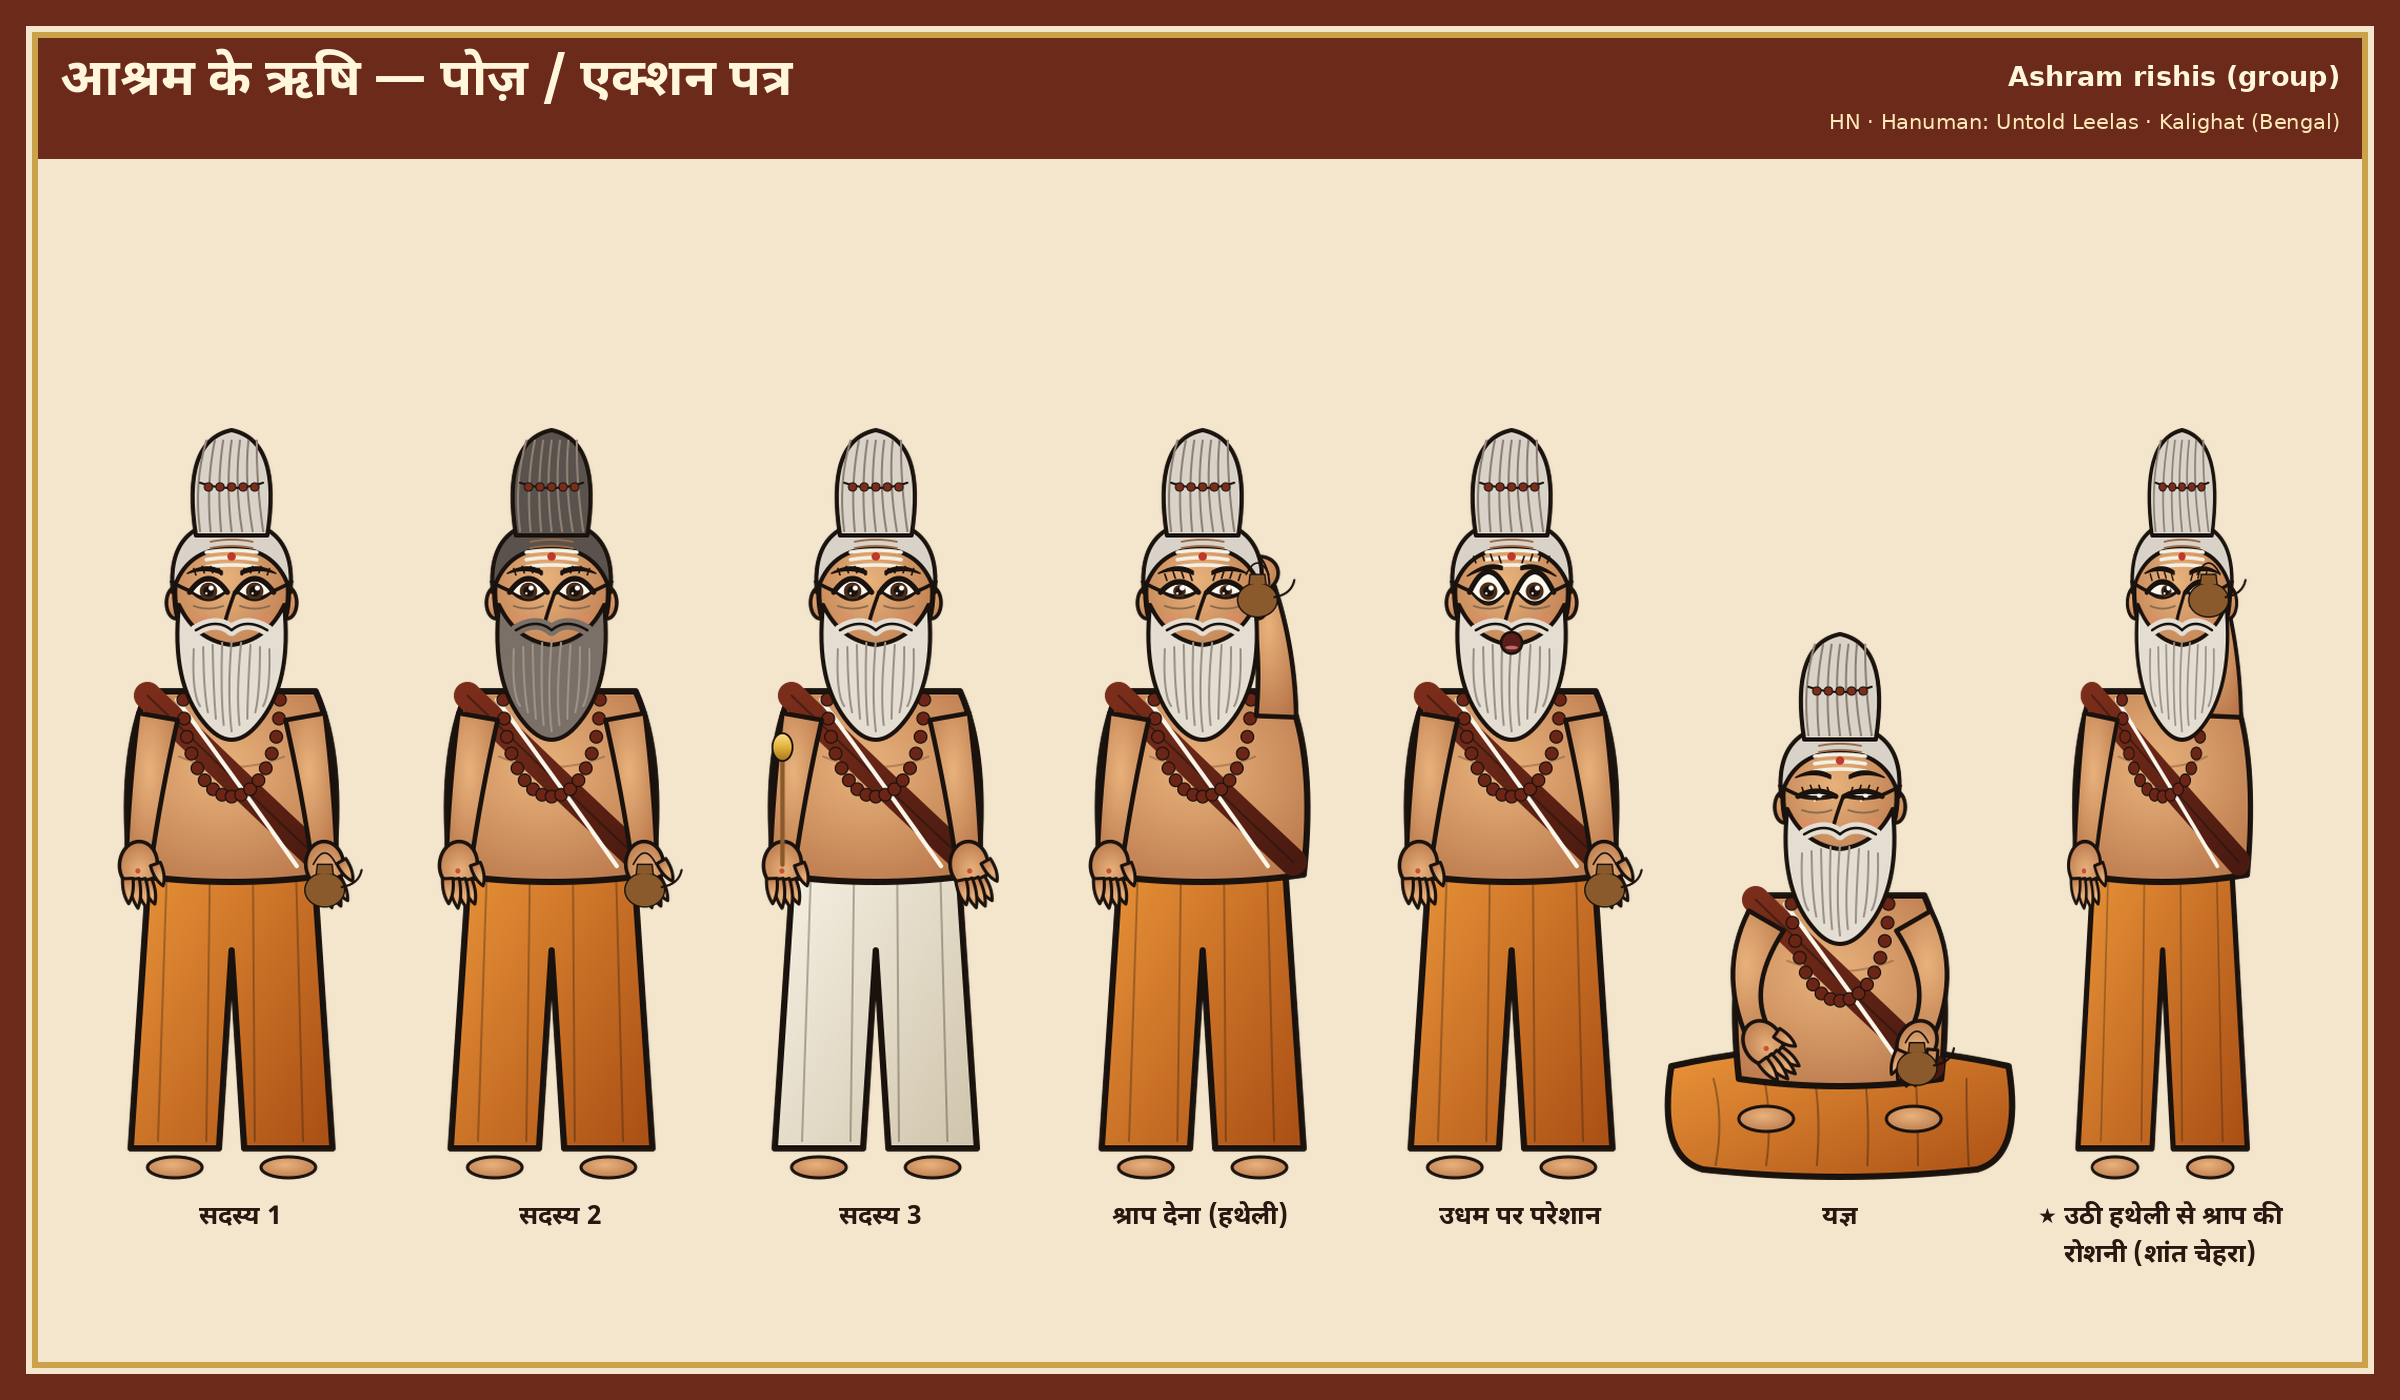 आश्रम के ऋषि — पोज़ / एक्शन पत्र
Ashram rishis (group)
HN · Hanuman: Untold Leelas · Kalighat (Bengal)
सदस्य 1
सदस्य 2
सदस्य 3
श्राप देना (हथेली)
उधम पर परेशान
यज्ञ
★ उठी हथेली से श्राप की
रोशनी (शांत चेहरा)